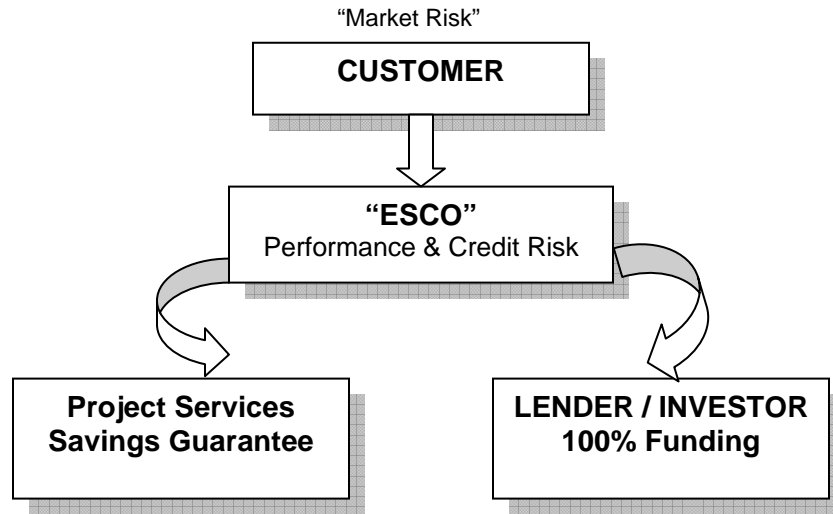 “Market Risk”
CUSTOMER
“ESCO”
Performance & Credit Risk
Project Services
Savings Guarantee
LENDER / INVESTOR
100% Funding